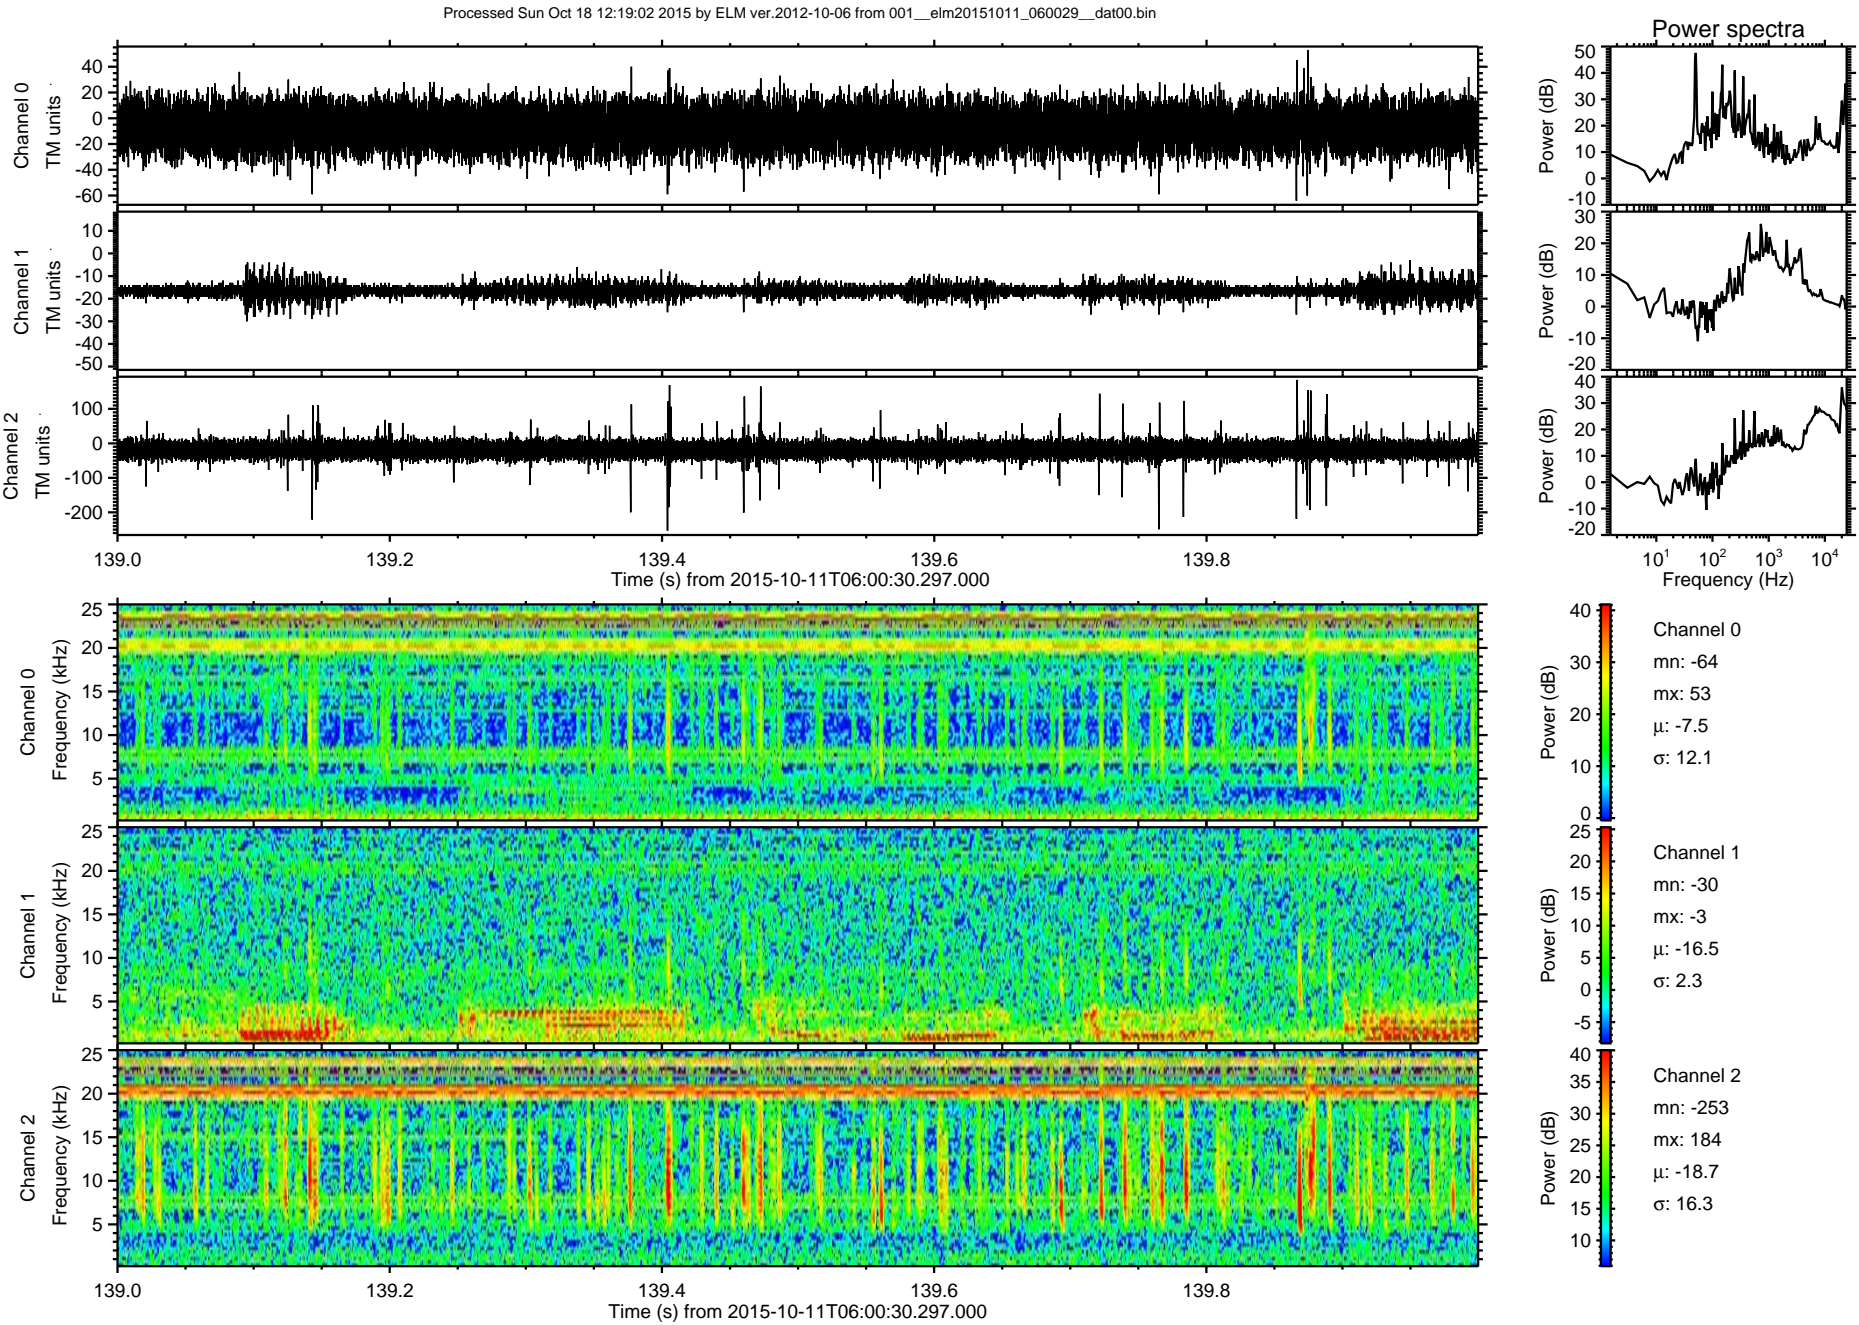 Processed Sun Oct 18 12:19:02 2015 by ELM ver.2012-10-06 from 001__elm20151011_060029__dat00.bin
Power spectra
Channel 0
TM units
40
20
0
-20
-40
-60
Power (dB)
50
40
30
20
10
0
-10
Channel 1
TM units
10
0
-10
-20
-30
-40
-50
Power (dB)
30
20
10
0
-10
-20
Channel 2
TM units
100
0
-100
-200
Power (dB)
40
30
20
10
0
-10
-20
139.0 139.2 139.4 139.6 139.8
Time (s) from 2015-10-11T06:00:30.297.000
10¹ 10² 10³ 10⁴
Frequency (Hz)
Channel 0
Frequency (kHz)
25
20
15
10
5
Power (dB)
40
30
20
10
0
Channel 0
mn: -64
mx: 53
μ: -7.5
σ: 12.1
Channel 1
Frequency (kHz)
25
20
15
10
5
Power (dB)
25
20
15
10
5
0
-5
Channel 1
mn: -30
mx: -3
μ: -16.5
σ: 2.3
Channel 2
Frequency (kHz)
25
20
15
10
5
Power (dB)
40
35
30
25
20
15
10
Channel 2
mn: -253
mx: 184
μ: -18.7
σ: 16.3
139.0 139.2 139.4 139.6 139.8
Time (s) from 2015-10-11T06:00:30.297.000